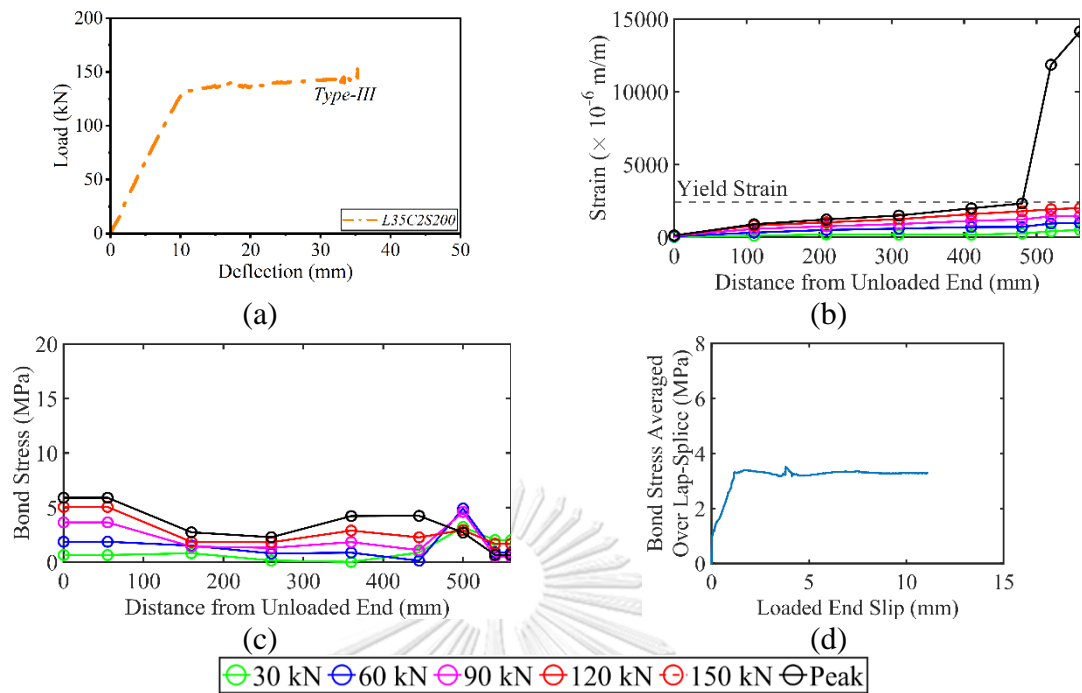 200
150
100
50
0
0 10 20 30 40 50
Load (kN)
Deflection (mm)
Type-III
L35C2S200
(a)
15000
10000
5000
0
0 100 200 300 400 500
Strain (× 10⁻⁶ m/m)
Yield Strain
Distance from Unloaded End (mm)
(b)
20
15
10
5
0
0 100 200 300 400 500
Bond Stress (MPa)
Distance from Unloaded End (mm)
(c)
8
6
4
2
0
0 5 10 15
Bond Stress Averaged
Over Lap-Splice (MPa)
Loaded End Slip (mm)
(d)
30 kN 60 kN 90 kN 120 kN 150 kN Peak